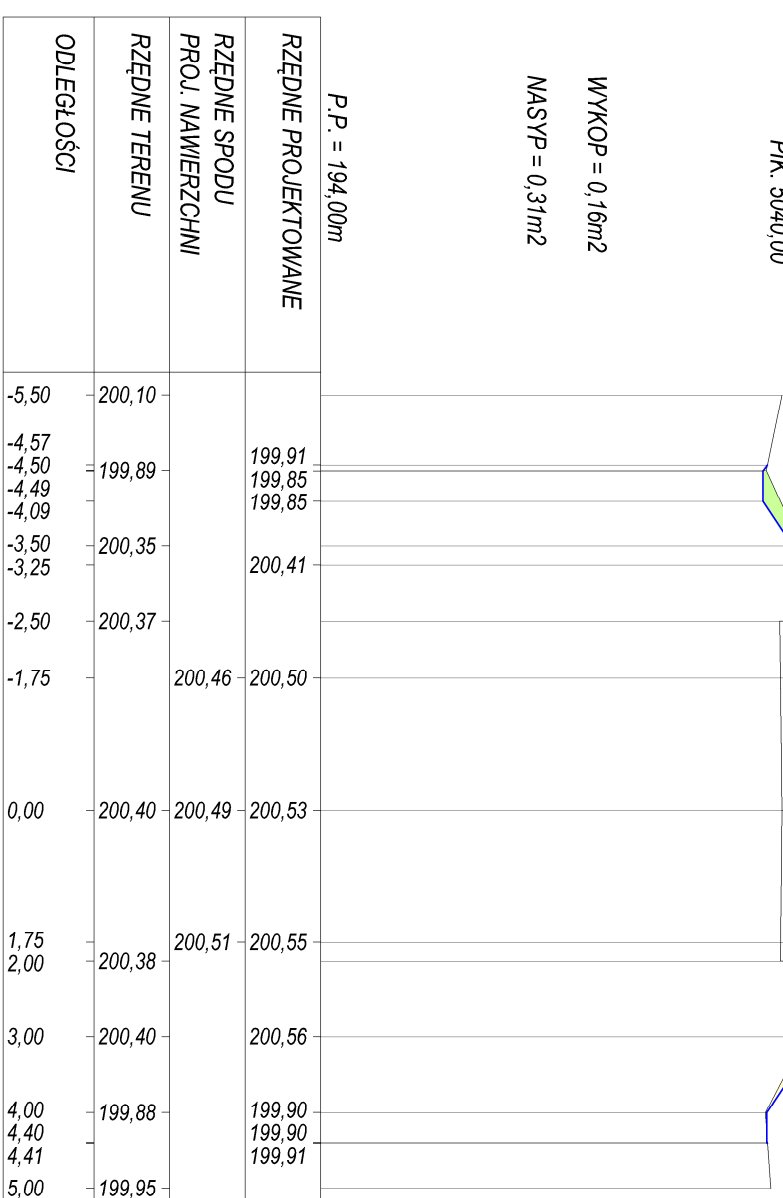 PIK. 5040,00
WYKOP = 0,16m2
NASYP = 0,31m2
P.P. = 194,00m
RZĘDNE PROJEKTOWANE
RZĘDNE SPODU
PROJ. NAWIERZCHNI
RZĘDNE TERENU
ODLEGŁOŚCI
-5,50 200,10
-4,57 199,91
-4,50 199,89 199,85
-4,49 199,85
-4,09
-3,50 200,35
-3,25 200,41
-2,50 200,37
-1,75 200,46 200,50
0,00 200,40 200,49 200,53
1,75 200,51 200,55
2,00 200,38
3,00 200,40 200,56
4,00 199,88 199,90
4,40 199,90
4,41 199,91
5,00 199,95